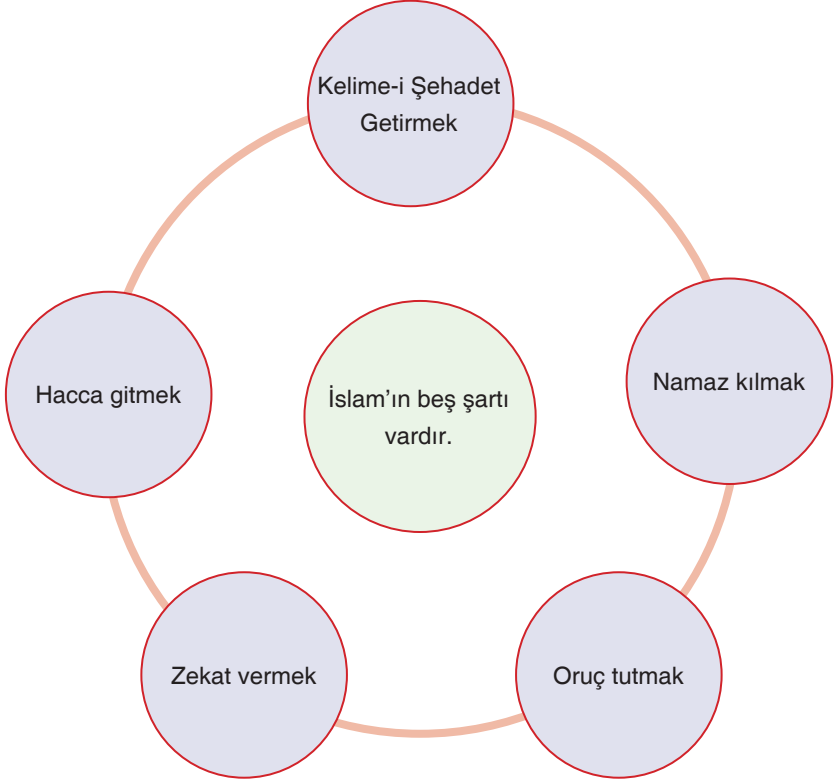 Kelime-i Şehadet
Getirmek
Namaz kılmak
Oruç tutmak
Zekat vermek
Hacca gitmek
İslam’ın beş şartı
vardır.